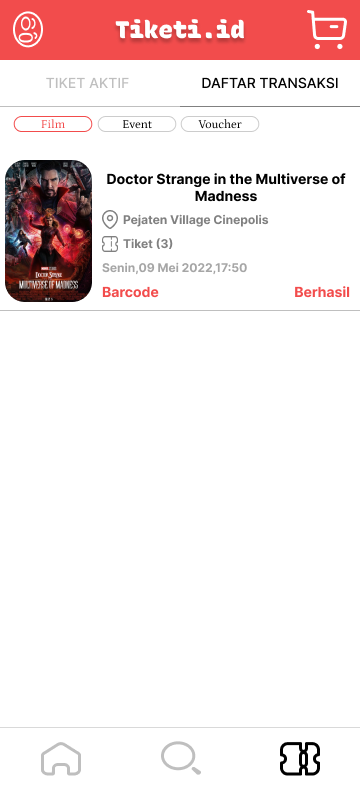 Tiketi.id
TIKET AKTIF
DAFTAR TRANSAKSI
Film
Event
Voucher
Doctor Strange in the Multiverse of
Madness
Pejaten Village Cinepolis
Tiket (3)
Senin,09 Mei 2022,17:50
Barcode
Berhasil
DOCTOR STRANGE
MULTIVERSE OF MADNESS